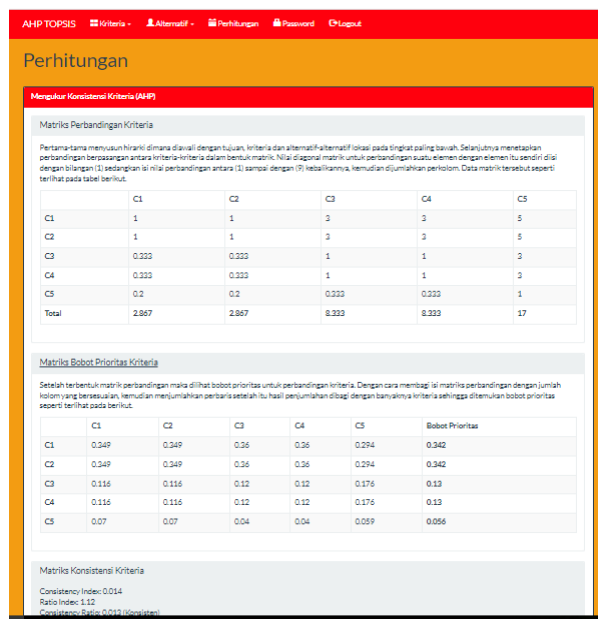 AHP TOPSIS Kriteria Alternatif Perhitungan Password Logout
Perhitungan
Mengukur Konsistensi Kriteria (AHP)
Matriks Perbandingan Kriteria
Pertama-tama menyusun hirarki dimana diawali dengan tujuan, kriteria dan alternatif-alternatif lokasi pada tingkat paling bawah. Selanjutnya menetapkan
perbandingan berpasangan antara kriteria-kriteria dalam bentuk matrik. Nilai diagonal matrik untuk perbandingan suatu elemen dengan elemen itu sendiri diisi
dengan bilangan (1) sedangkan isi nilai perbandingan antara (1) sampai dengan (9) kebalikannya, kemudian dijumlahkan perkolom. Data matrik tersebut seperti
terlihat pada tabel berikut.
C1 C2 C3 C4 C5
C1 1 1 3 3 5
C2 1 1 3 3 5
C3 0.333 0.333 1 1 3
C4 0.333 0.333 1 1 3
C5 0.2 0.2 0.333 0.333 1
Total 2.867 2.867 8.333 8.333 17
Matriks Bobot Prioritas Kriteria
Setelah terbentuk matrik perbandingan maka dilihat bobot prioritas untuk perbandingan kriteria. Dengan cara membagi isi matriks perbandingan dengan jumlah
kolom yang bersesuaian, kemudian menjumlahkan perbaris setelah itu hasil penjumlahan dibagi dengan banyaknya kriteria sehingga ditemukan bobot prioritas
seperti terlihat pada berikut.
C1 C2 C3 C4 C5 Bobot Prioritas
C1 0.349 0.349 0.36 0.36 0.294 0.342
C2 0.349 0.349 0.36 0.36 0.294 0.342
C3 0.116 0.116 0.12 0.12 0.176 0.13
C4 0.116 0.116 0.12 0.12 0.176 0.13
C5 0.07 0.07 0.04 0.04 0.059 0.056
Matriks Konsistensi Kriteria
Consistency Index: 0.014
Ratio Index: 1.12
Consistency Ratio: 0.013 (Konsisten)